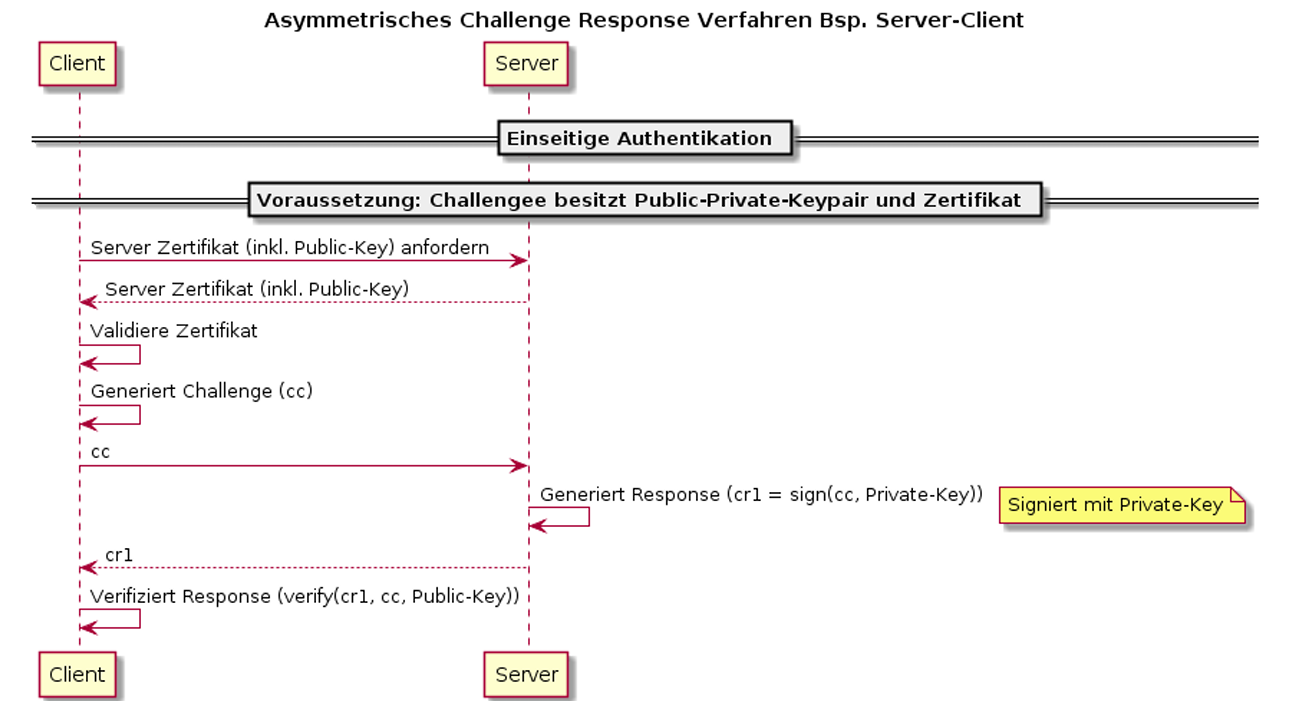 Asymmetrisches Challenge Response Verfahren Bsp. Server-Client
Client
Server
Einseitige Authentikation
Voraussetzung: Challengee besitzt Public-Private-Keypair und Zertifikat
Server Zertifikat (inkl. Public-Key) anfordern
Server Zertifikat (inkl. Public-Key)
Validiere Zertifikat
Generiert Challenge (cc)
cc
Generiert Response (cr1 = sign(cc, Private-Key))
Signiert mit Private-Key
cr1
Verifiziert Response (verify(cr1, cc, Public-Key))
Client
Server